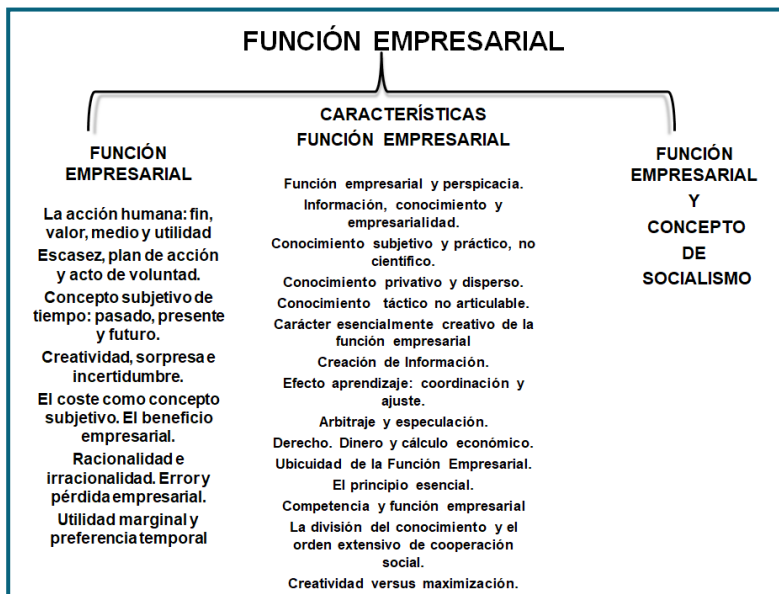 FUNCIÓN EMPRESARIAL
FUNCIÓN
EMPRESARIAL
La acción humana: fin,
valor, medio y utilidad
Escasez, plan de acción
y acto de voluntad.
Concepto subjetivo de
tiempo: pasado, presente
y futuro.
Creatividad, sorpresa e
incertidumbre.
El coste como concepto
subjetivo. El beneficio
empresarial.
Racionalidad e
irracionalidad. Error y
pérdida empresarial.
Utilidad marginal y
preferencia temporal
CARACTERÍSTICAS
FUNCIÓN EMPRESARIAL
Función empresarial y perspicacia.
Información, conocimiento y
empresarialidad.
Conocimiento subjetivo y práctico, no
científico.
Conocimiento privativo y disperso.
Conocimiento táctico no articulable.
Carácter esencialmente creativo de la
función empresarial
Creación de Información.
Efecto aprendizaje: coordinación y
ajuste.
Arbitraje y especulación.
Derecho. Dinero y cálculo económico.
Ubicuidad de la Función Empresarial.
El principio esencial.
Competencia y función empresarial
La división del conocimiento y el
orden extensivo de cooperación
social.
Creatividad versus maximización.
FUNCIÓN
EMPRESARIAL
Y
CONCEPTO
DE
SOCIALISMO